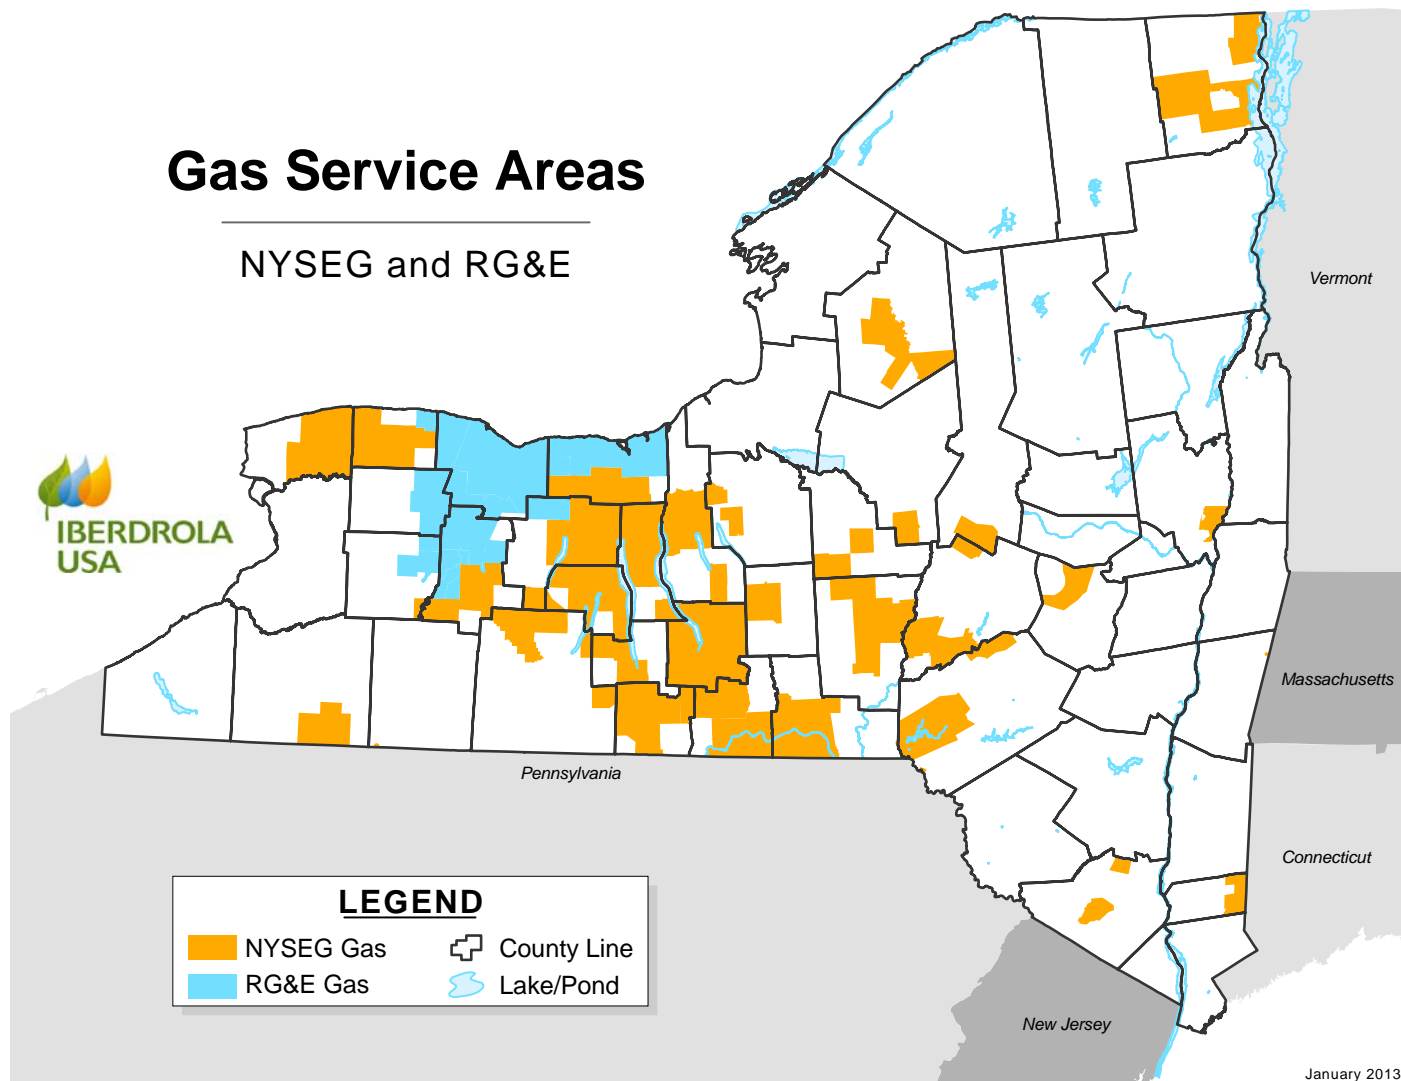 Gas Service Areas
NYSEG and RG&E
Vermont
IBERDROLA
USA
Massachusetts
Pennsylvania
Connecticut
LEGEND
NYSEG Gas
County Line
RG&E Gas
Lake/Pond
New Jersey
January 2013